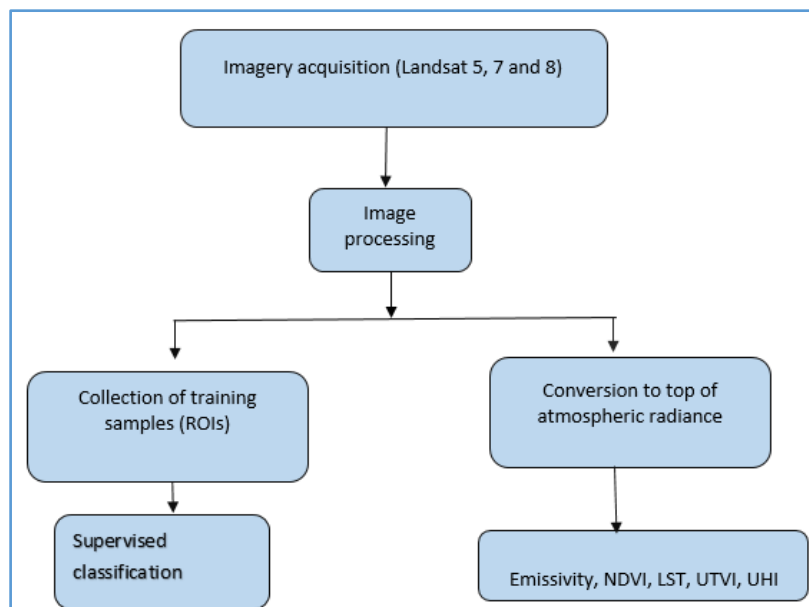 Imagery acquisition (Landsat 5, 7 and 8)
Image
processing
Collection of training
samples (ROIs)
Conversion to top of
atmospheric radiance
Supervised
classification
Emissivity, NDVI, LST, UTVI, UHI